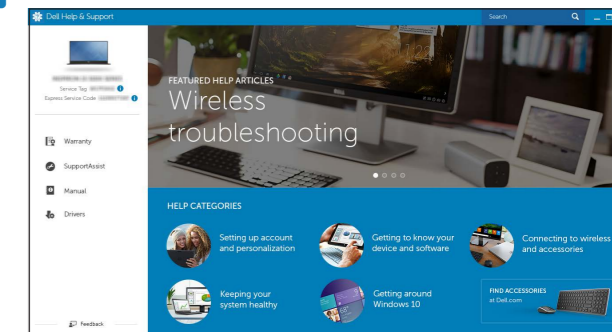 Dell Help & Support
Search
Service Tag
Express Service Code
Warranty
SupportAssist
Manual
Drivers
Feedback
FEATURED HELP ARTICLES
Wireless
troubleshooting
HELP CATEGORIES
Setting up account
and personalization
Getting to know your
device and software
Connecting to wireless
and accessories
Keeping your
system healthy
Getting around
Windows 10
FIND ACCESSORIES
at Dell.com